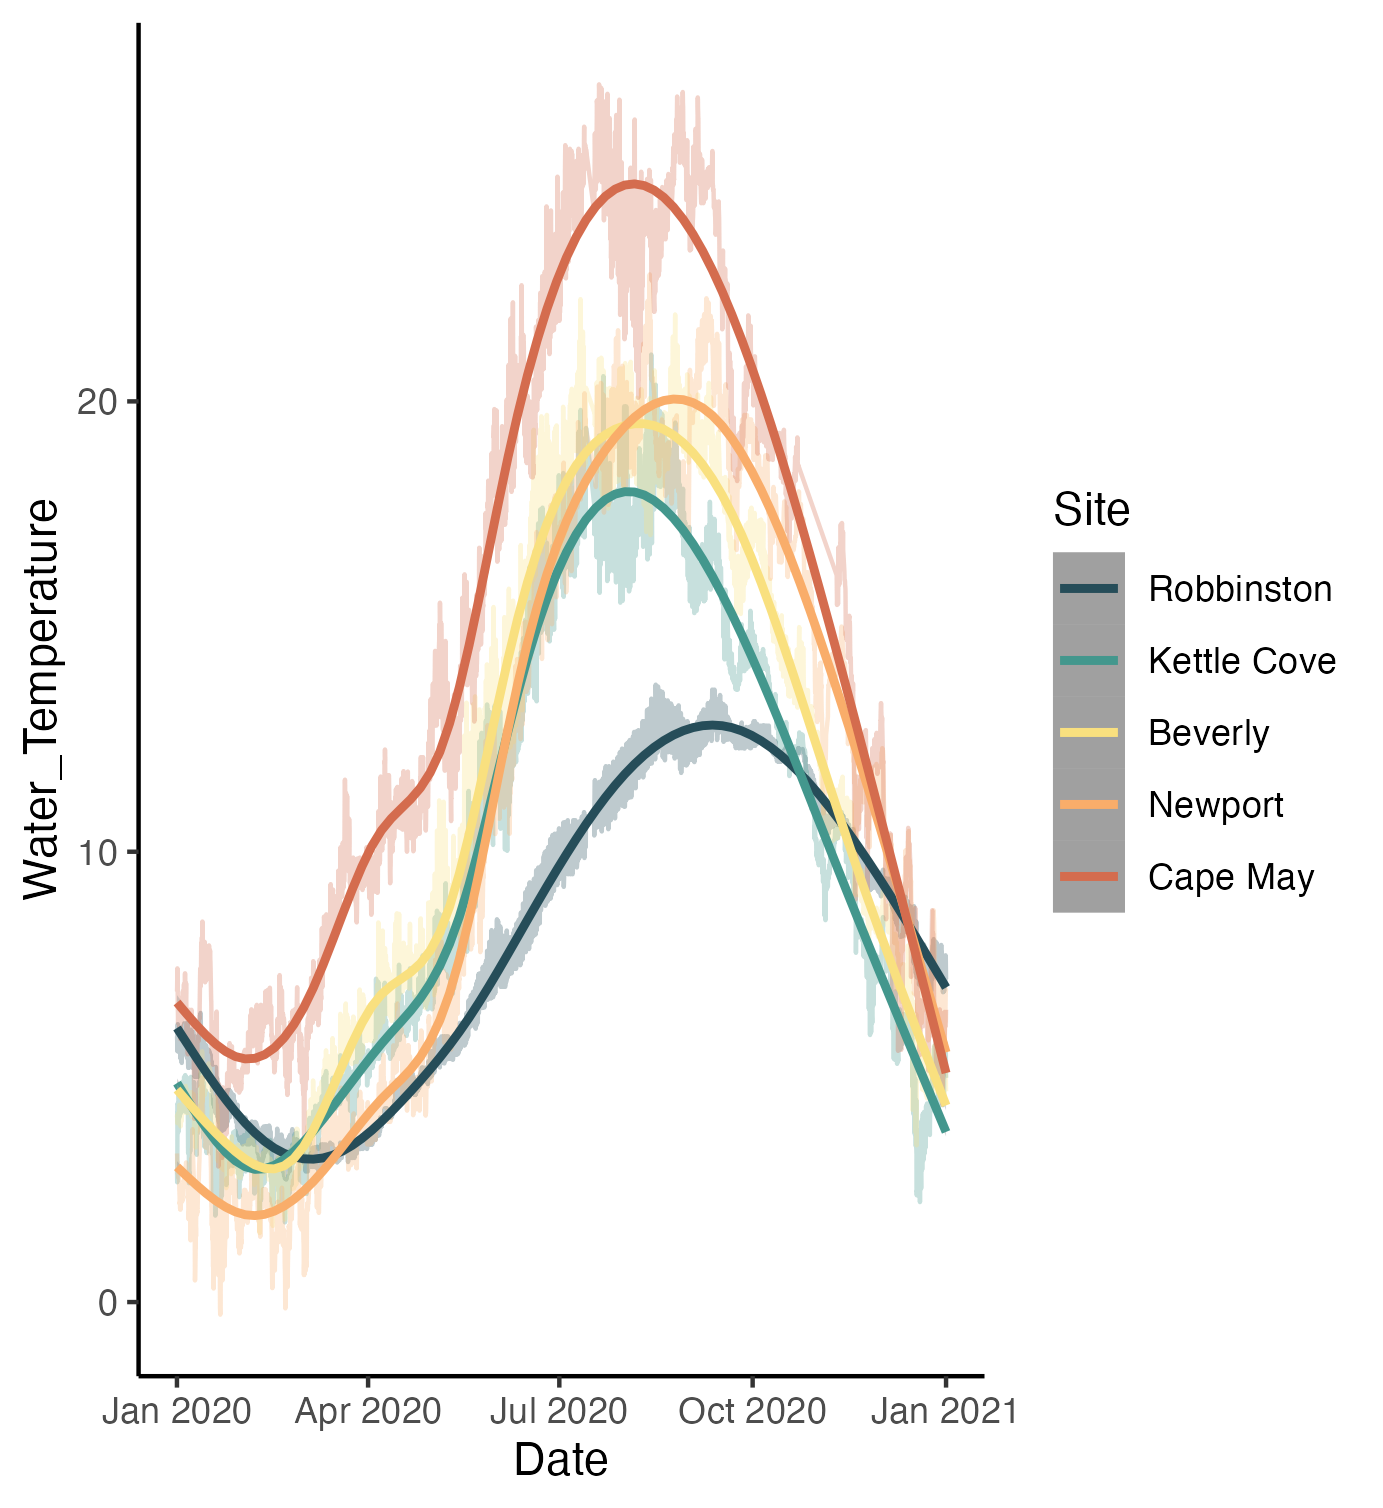 Water_Temperature
20
10
0
Jan 2020
Apr 2020
Jul 2020
Oct 2020
Jan 2021
Date
Site
Robbinston
Kettle Cove
Beverly
Newport
Cape May